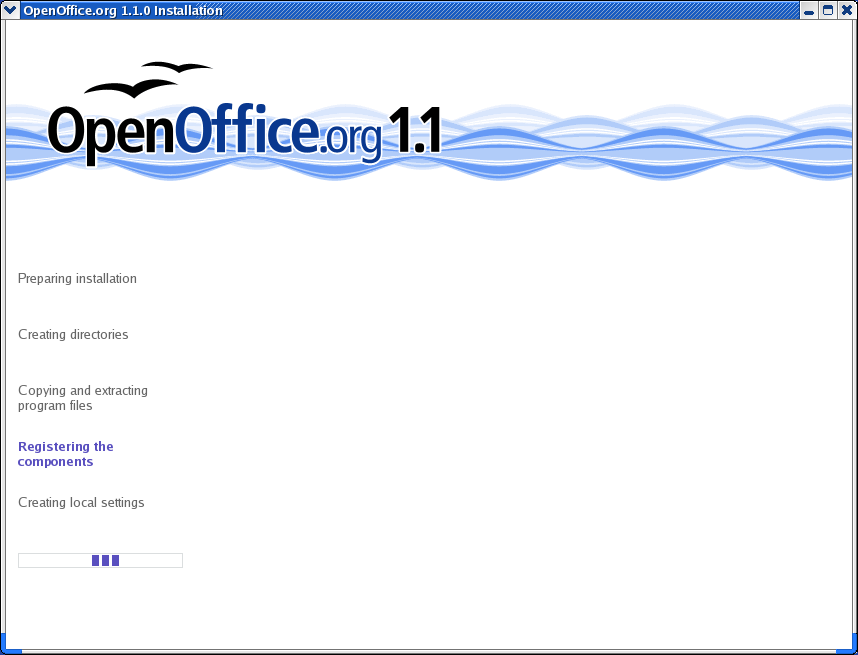 OpenOffice.org 1.1.0 Installation
OpenOffice.org 1.1
Preparing installation
Creating directories
Copying and extracting
program files
Registering the
components
Creating local settings